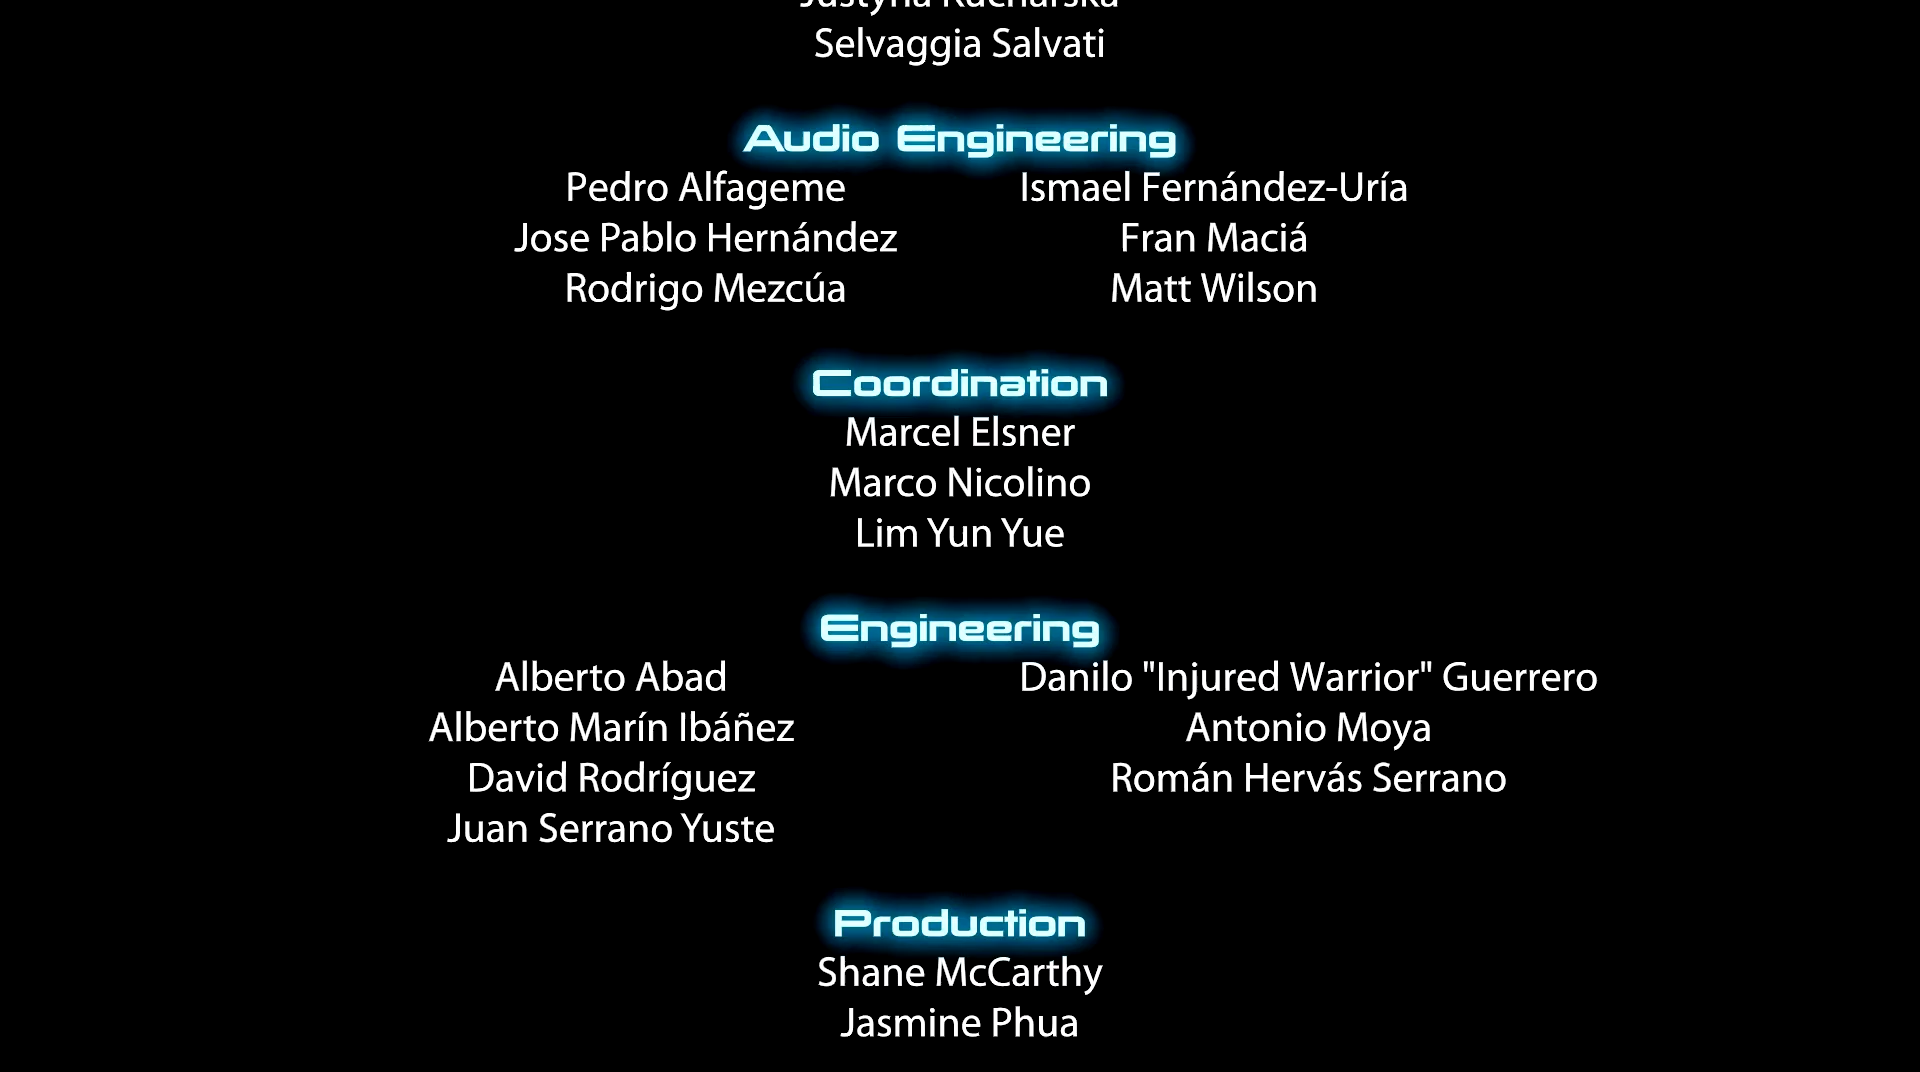 Selvaggia Salvati
Audio Engineering
Pedro Alfageme
Ismael Fernández-Uría
Jose Pablo Hernández
Fran Maciá
Rodrigo Mezcúa
Matt Wilson
Coordination
Marcel Elsner
Marco Nicolino
Lim Yun Yue
Engineering
Alberto Abad
Danilo "Injured Warrior" Guerrero
Alberto Marín Ibáñez
Antonio Moya
David Rodríguez
Román Hervás Serrano
Juan Serrano Yuste
Production
Shane McCarthy
Jasmine Phua